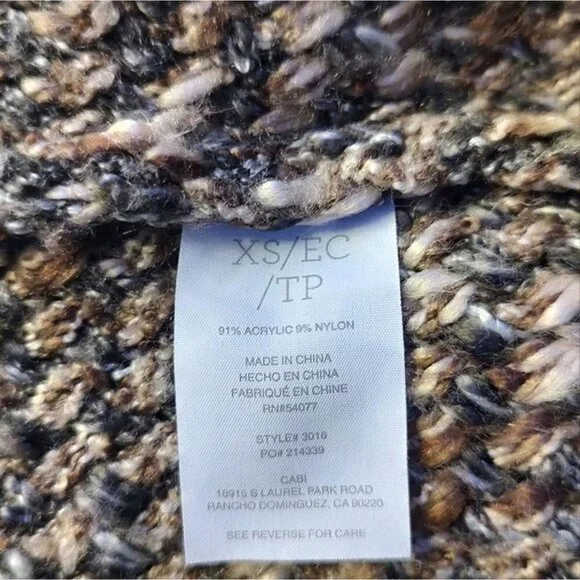 XS/EC
/TP
91% ACRYLIC 9% NYLON
MADE IN CHINA
HECHO EN CHINA
FABRIQUÉ EN CHINE
RN#54077
STYLE# 3016
PO# 214339
CABI
18915 S LAUREL PARK ROAD
RANCHO DOMINGUEZ, CA 90220
SEE REVERSE FOR CARE